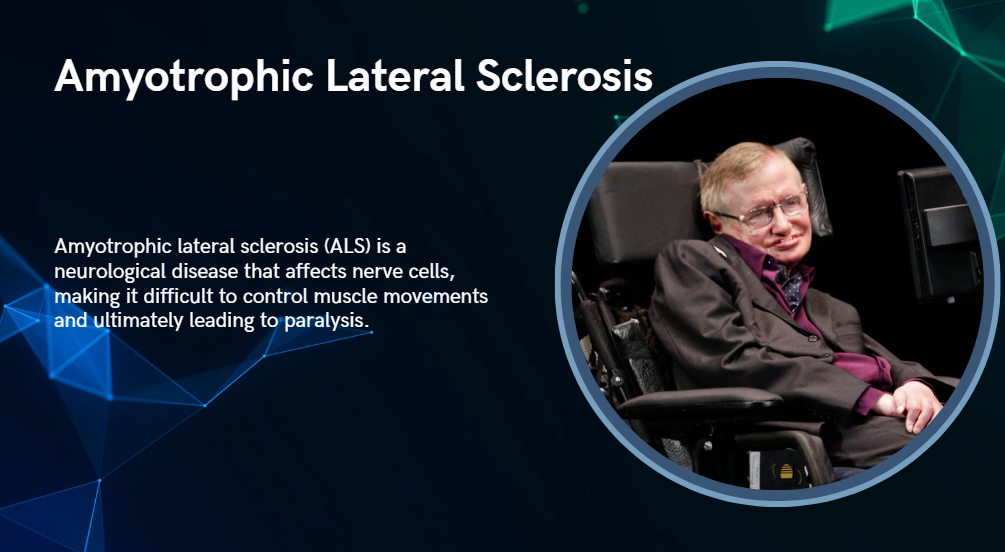 Amyotrophic Lateral Sclerosis
Amyotrophic lateral sclerosis (ALS) is a
neurological disease that affects nerve cells,
making it difficult to control muscle movements
and ultimately leading to paralysis.